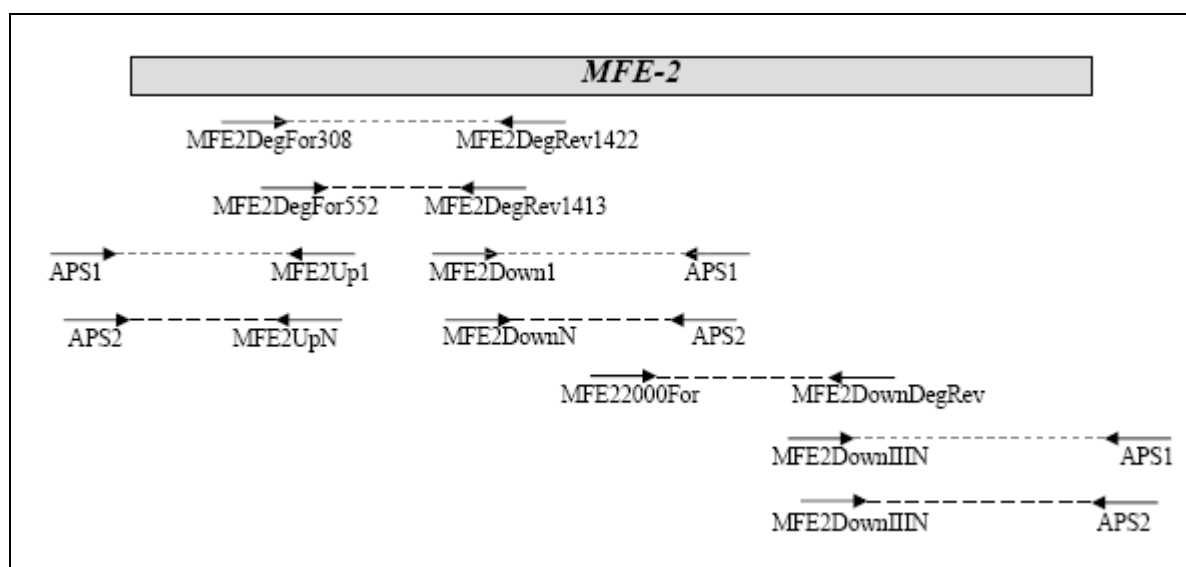 MFE-2
MFE2DegFor308 MFE2DegRev1422
MFE2DegFor552 MFE2DegRev1413
APS1 MFE2Up1 MFE2Down1 APS1
APS2 MFE2UpN MFE2DownN APS2
MFE22000For MFE2DownDegRev
MFE2DownIIIN APS1
MFE2DownIIIN APS2